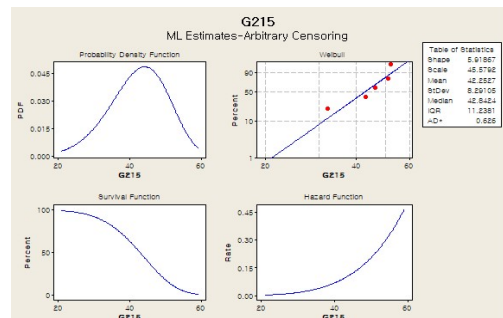 G215
ML Estimates-Arbitrary Censoring
Probability Density Function
PDF
0.045
0.030
0.015
0.000
20
40
60
G215
Weibull
Percent
90
50
10
1
20
40
60
G215
Table of Statistics
Shape 5.91867
Scale 45.5792
Mean 42.2527
StDev 8.29105
Median 42.8424
IQR 11.2381
AD* 0.625
Survival Function
Percent
100
50
0
20
40
60
G215
Hazard Function
Rate
0.45
0.30
0.15
0.00
20
40
60
G215